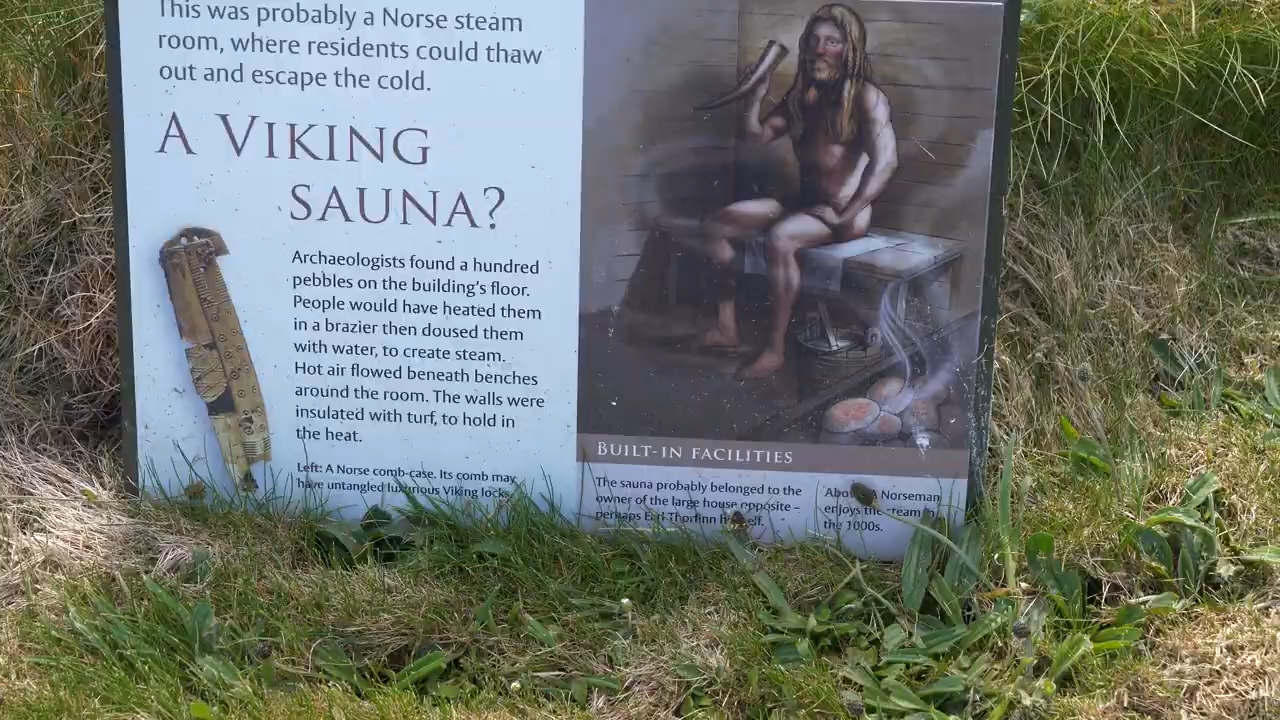 This was probably a Norse steam
room, where residents could thaw
out and escape the cold.
A VIKING
SAUNA?
Archaeologists found a hundred
pebbles on the building's floor.
People would have heated them
in a brazier then doused them
with water, to create steam.
Hot air flowed beneath benches
around the room. The walls were
insulated with turf, to hold in
the heat.
Left: A Norse comb-case. Its comb may
have untangled luxurious Viking locks.
BUILT-IN FACILITIES
The sauna probably belonged to the
owner of the large house opposite –
perhaps Earl Thorfinn himself.
Above: A Norseman
enjoys the steam in
the 1000s.